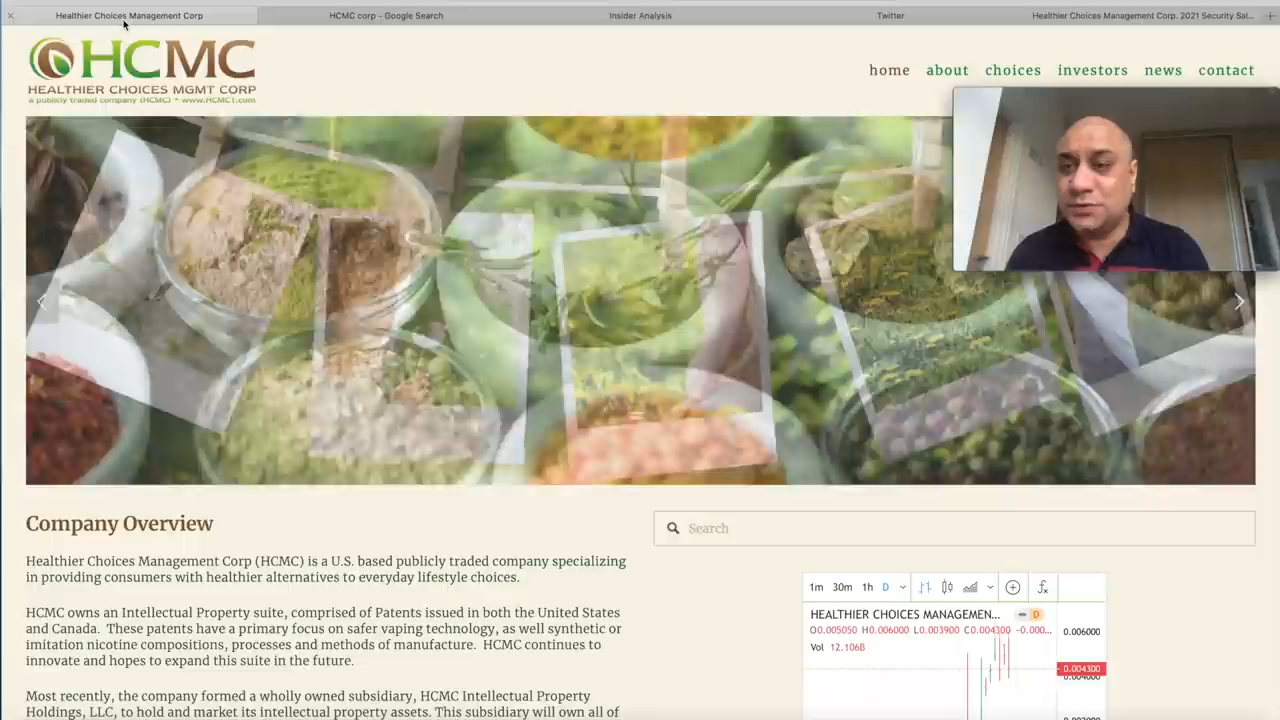 Healthier Choices Management Corp
HCMC corp - Google Search
Insider Analysis
Twitter
Healthier Choices Management Corp. 2021 Security Sal...
HCMC
HEALTHIER CHOICES MGMT CORP
a publicly traded company (HCMC) * www.HCMC1.com
home about choices investors news contact
Company Overview
Search
Healthier Choices Management Corp (HCMC) is a U.S. based publicly traded company specializing
in providing consumers with healthier alternatives to everyday lifestyle choices.
HCMC owns an Intellectual Property suite, comprised of Patents issued in both the United States
and Canada. These patents have a primary focus on safer vaping technology, as well synthetic or
imitation nicotine compositions, processes and methods of manufacture. HCMC continues to
innovate and hopes to expand this suite in the future.
Most recently, the company formed a wholly owned subsidiary, HCMC Intellectual Property
Holdings, LLC, to hold and market its intellectual property assets. This subsidiary will own all of
1m 30m 1h D
HEALTHIER CHOICES MANAGEMEN... D
O0.005050 H0.006000 L0.003900 C0.004300 -0.000...
Vol 12.106B
0.006000
0.004300
0.004000